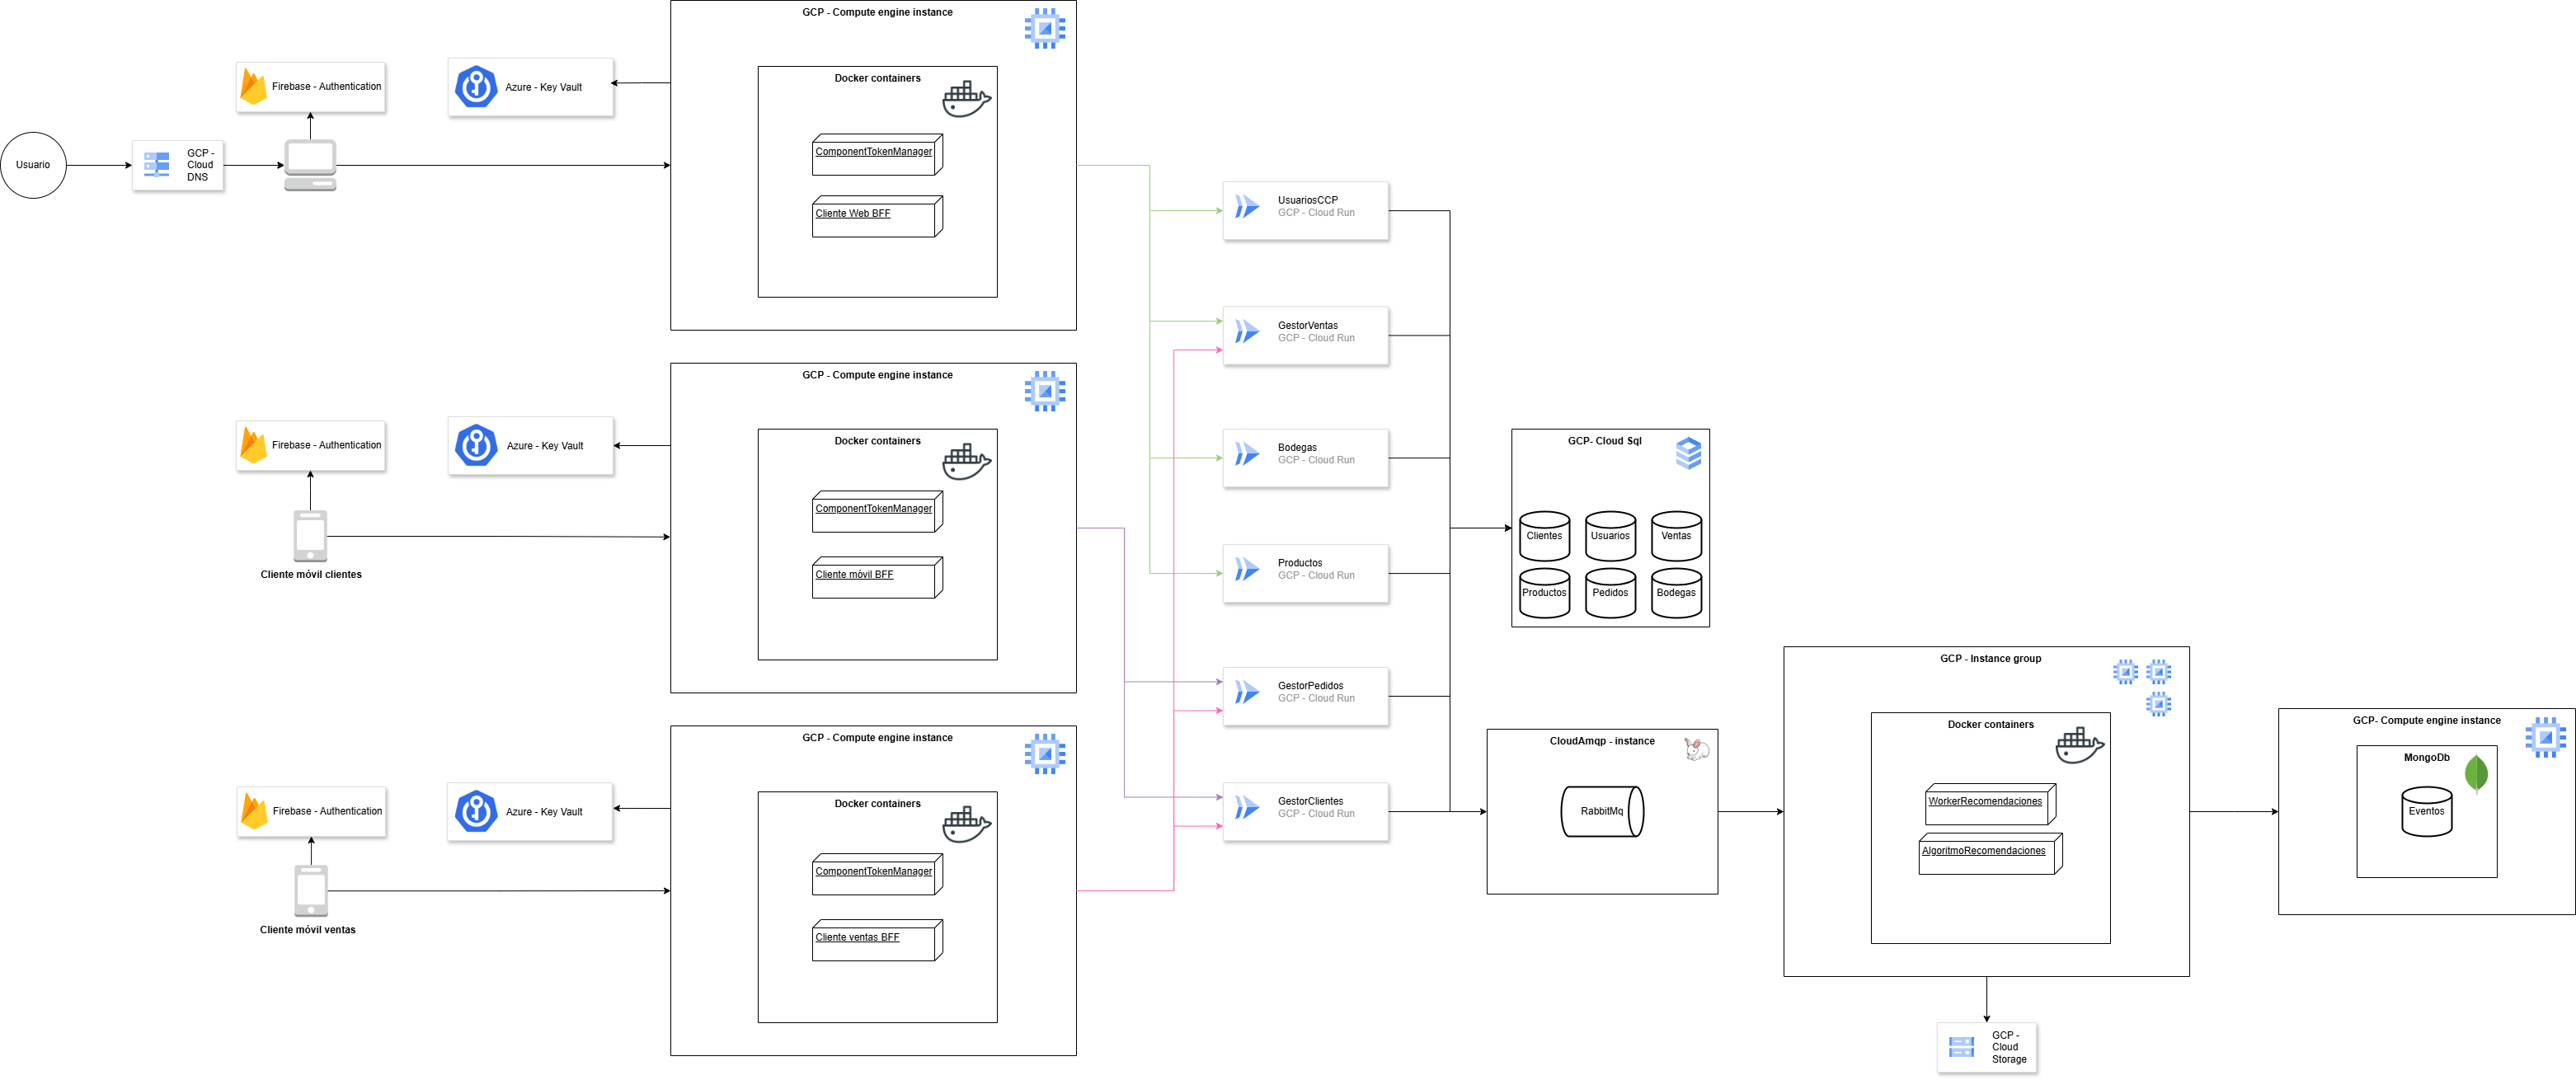 Usuario
GCP -
Cloud
DNS
Firebase - Authentication
Azure - Key Vault
GCP - Compute engine instance
Docker containers
ComponentTokenManager
Cliente Web BFF
Firebase - Authentication
Cliente móvil clientes
Azure - Key Vault
GCP - Compute engine instance
Docker containers
ComponentTokenManager
Cliente móvil BFF
Firebase - Authentication
Cliente móvil ventas
Azure - Key Vault
GCP - Compute engine instance
Docker containers
ComponentTokenManager
Cliente ventas BFF
UsuariosCCP
GCP - Cloud Run
GestorVentas
GCP - Cloud Run
Bodegas
GCP - Cloud Run
Productos
GCP - Cloud Run
GestorPedidos
GCP - Cloud Run
GestorClientes
GCP - Cloud Run
GCP- Cloud Sql
Clientes
Usuarios
Ventas
Productos
Pedidos
Bodegas
CloudAmqp - instance
RabbitMq
GCP - Instance group
Docker containers
WorkerRecomendaciones
AlgoritmoRecomendaciones
GCP -
Cloud
Storage
GCP- Compute engine instance
MongoDb
Eventos